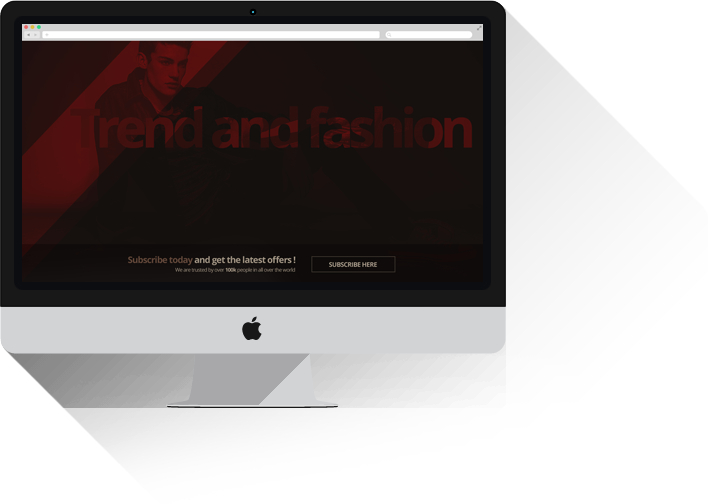 Trend and fashion
Subscribe today and get the latest offers !
We are trusted by over 100k people in all over the world
SUBSCRIBE HERE